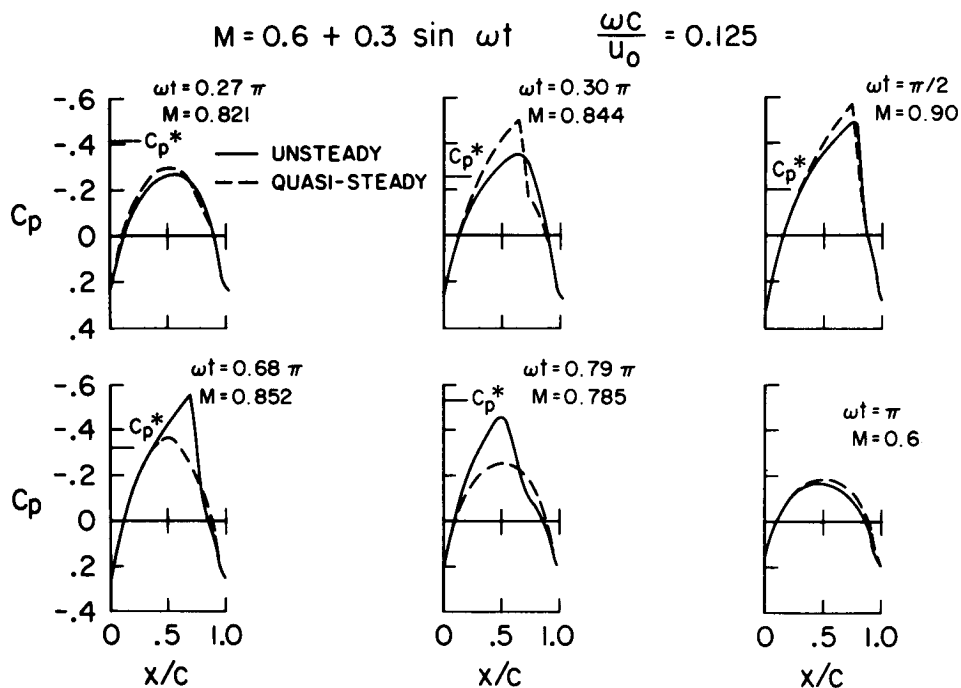 M = 0.6 + 0.3 sin ωt   ωc/u₀ = 0.125
ωt = 0.27 π
M = 0.821
ωt = 0.30 π
M = 0.844
ωt = π/2
M = 0.90
-.6
-.4
-.2
0
.2
.4
Cp
Cp*
UNSTEADY
QUASI-STEADY
Cp*
Cp*
ωt = 0.68 π
M = 0.852
ωt = 0.79 π
M = 0.785
ωt = π
M = 0.6
-.6
-.4
-.2
0
.2
-.4
Cp
Cp*
Cp*
0 .5 1.0
0 .5 1.0
0 .5 1.0
x/c
x/c
x/c